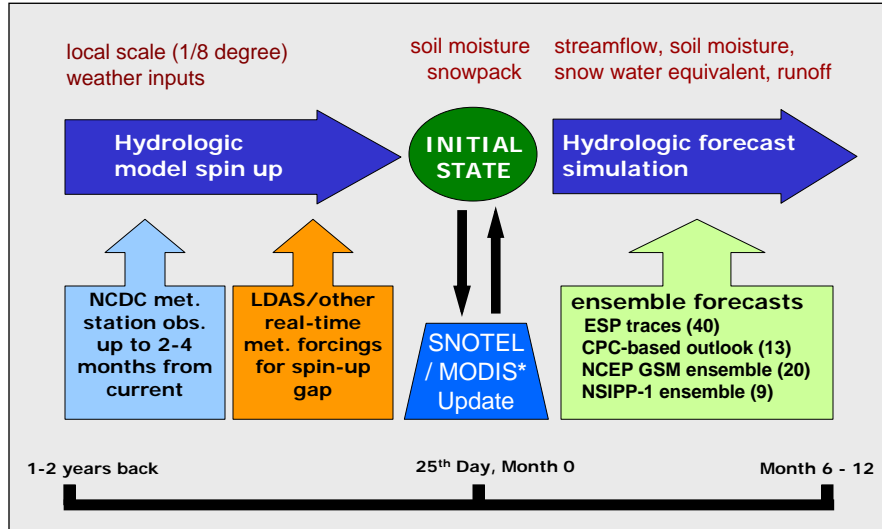 local scale (1/8 degree)
weather inputs
soil moisture
snowpack
streamflow, soil moisture,
snow water equivalent, runoff
Hydrologic
model spin up
INITIAL
STATE
Hydrologic forecast
simulation
NCDC met.
station obs.
up to 2-4
months from
current
LDAS/other
real-time
met. forcings
for spin-up
gap
SNOTEL
/ MODIS*
Update
ensemble forecasts
ESP traces (40)
CPC-based outlook (13)
NCEP GSM ensemble (20)
NSIPP-1 ensemble (9)
1-2 years back
25th Day, Month 0
Month 6 - 12